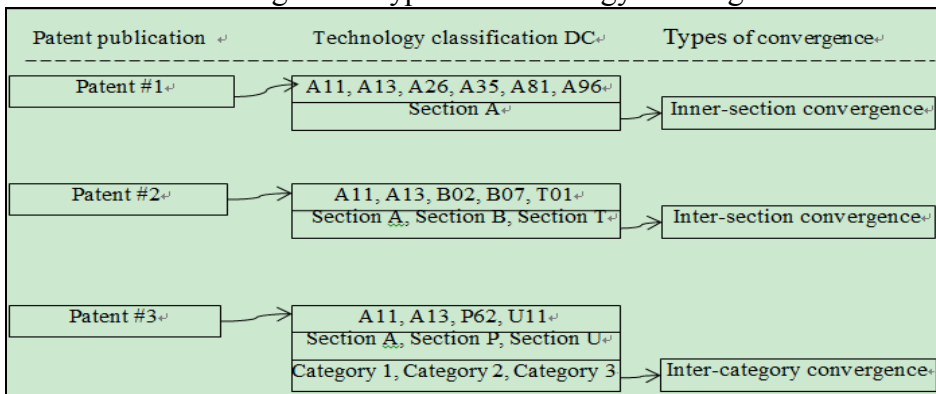 Patent publication Technology classification DC Types of convergence
Patent #1 A11, A13, A26, A35, A81, A96
Section A Inner-section convergence
Patent #2 A11, A13, B02, B07, T01
Section A, Section B, Section T Inter-section convergence
Patent #3 A11, A13, P62, U11
Section A, Section P, Section U
Category 1, Category 2, Category 3 Inter-category convergence